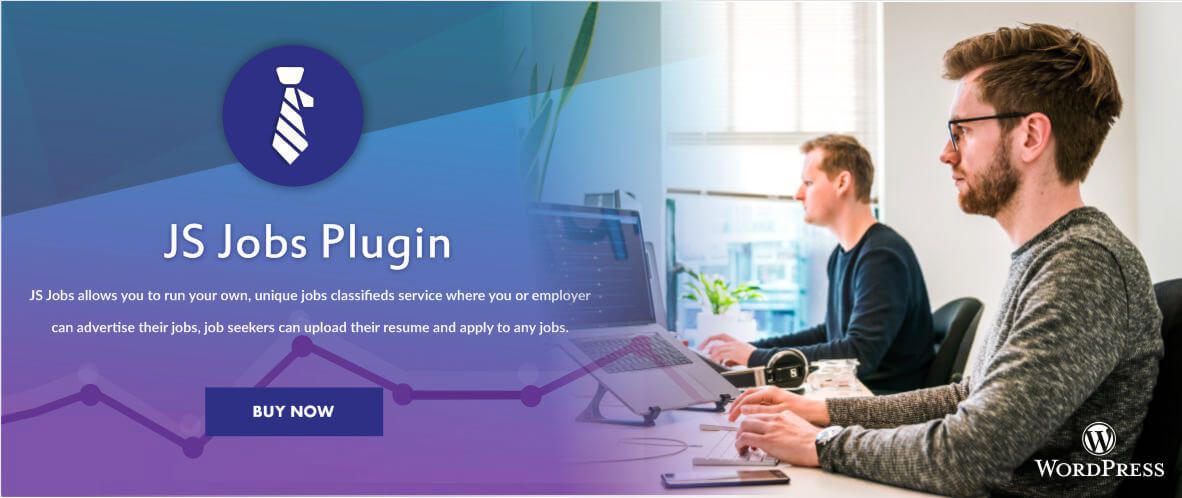 JS Jobs Plugin
JS Jobs allows you to run your own, unique jobs classifieds service where you or employer
can advertise their jobs, job seekers can upload their resume and apply to any jobs.
BUY NOW
WORDPRESS